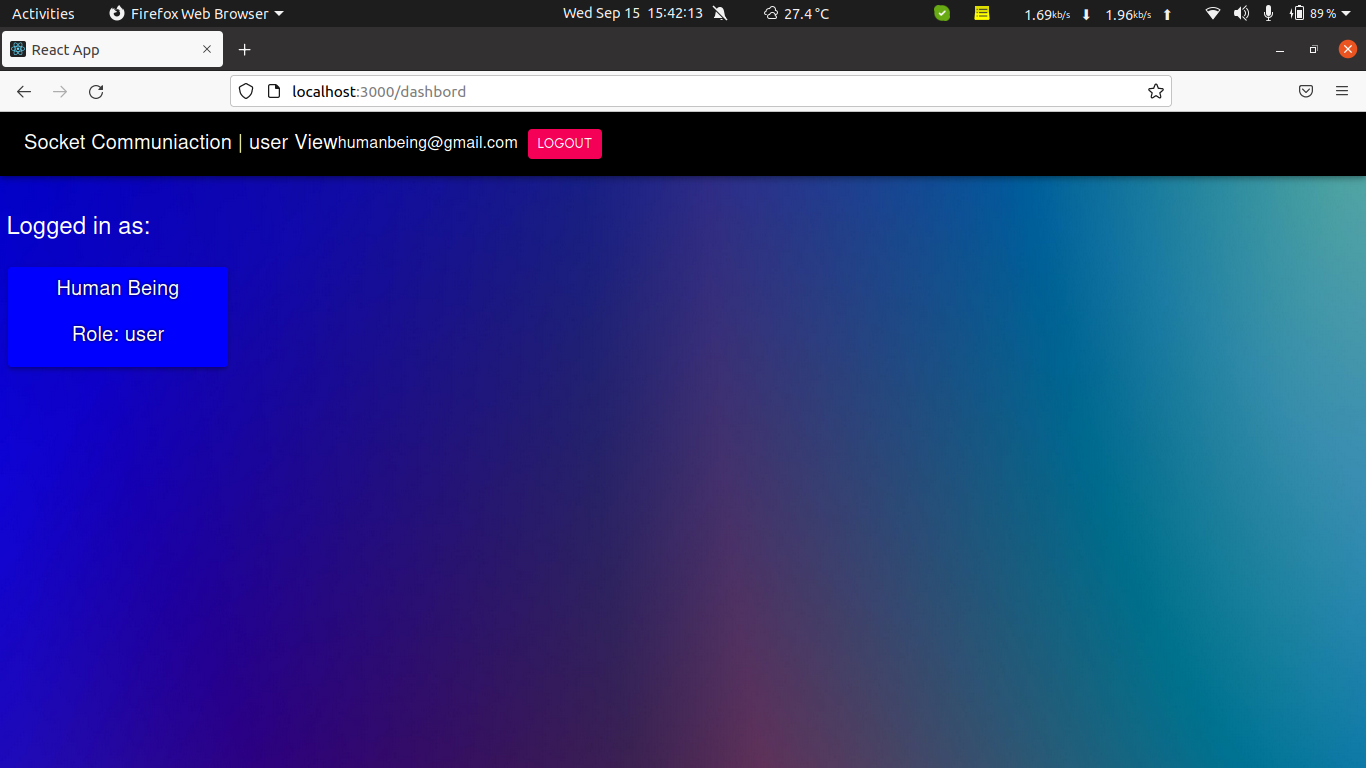 Activities Firefox Web Browser Wed Sep 15 15:42:13 27.4 °C 1.69kb/s ⬇ 1.96kb/s ⬆ 89 %
React App
localhost:3000/dashbord
Socket Communiaction | user Viewhumanbeing@gmail.com LOGOUT
Logged in as:
Human Being
Role: user